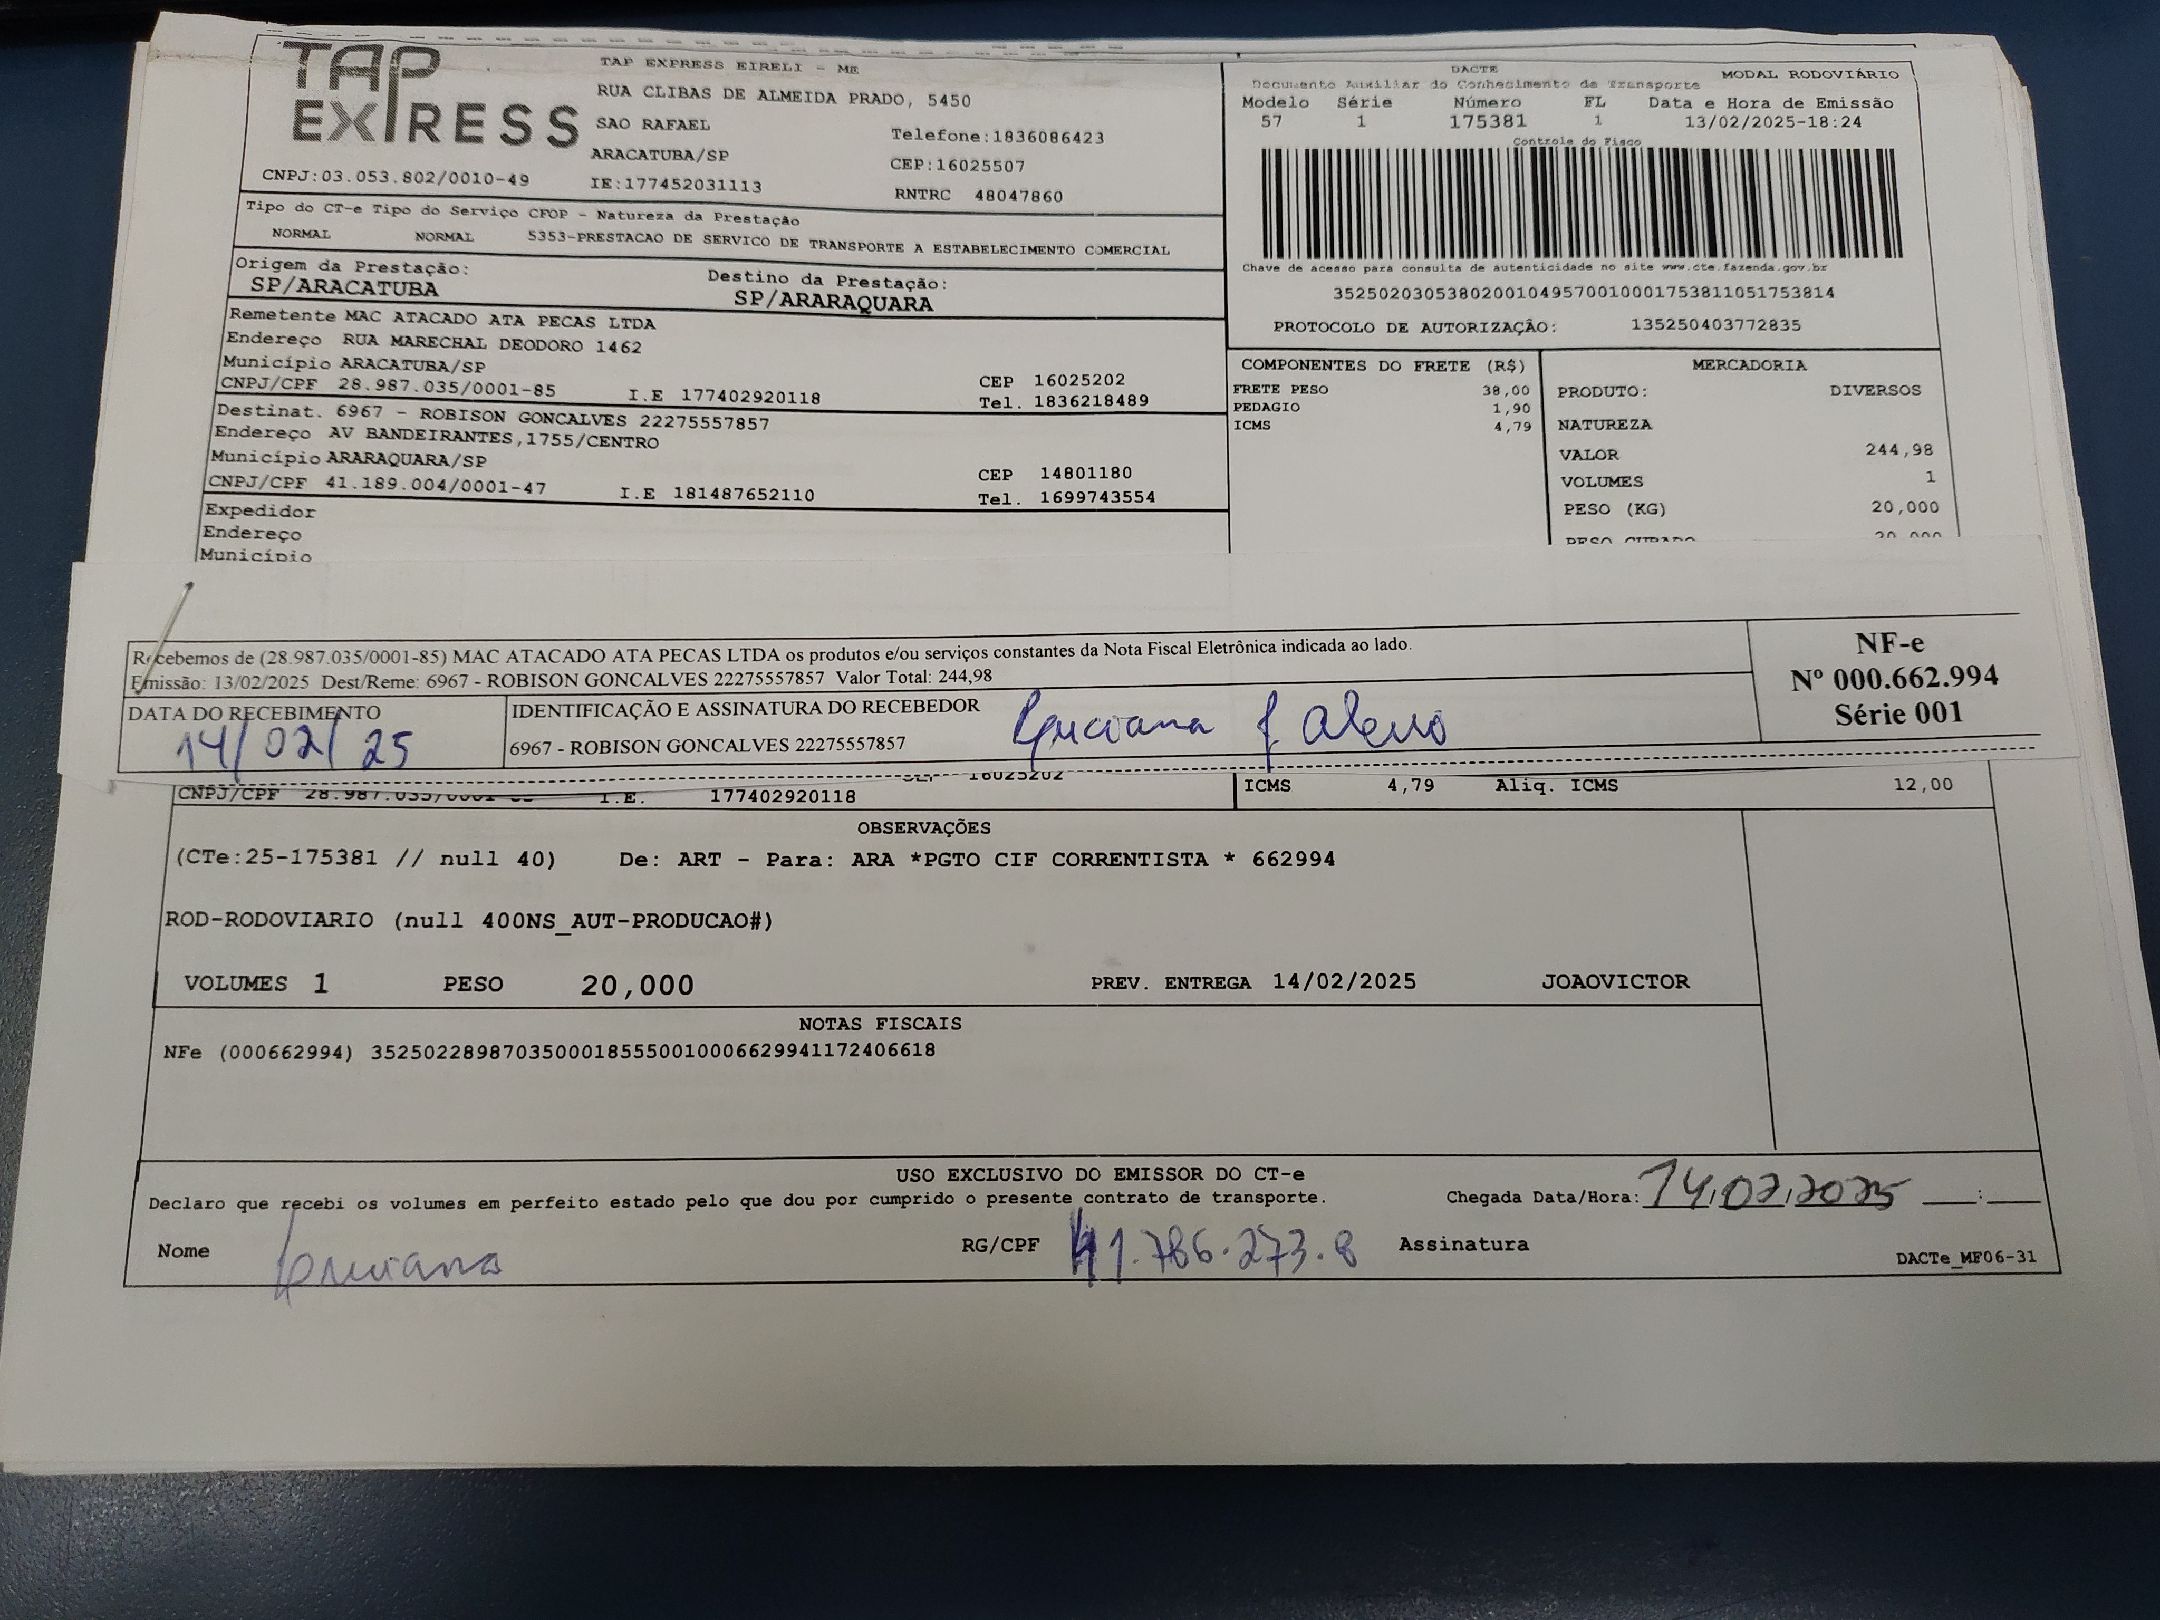 TAP EXPRESS
CNPJ:03.053.802/0010-49
TAP EXPRESS EIRELI - ME
RUA CLIBAS DE ALMEIDA PRADO, 5450
SAO RAFAEL
Telefone:1836086423
ARACATUBA/SP
CEP:16025507
IE:177452031113
RNTRC 48047860
DACTE
MODAL RODOVIÁRIO
Documento Auxiliar do Conhecimento de Transporte
Modelo Série Número FL Data e Hora de Emissão
57 1 175381 1 13/02/2025-18:24
Controle do Fisco
Chave de acesso para consulta de autenticidade no site www.cte.fazenda.gov.br
35250203053802001049570010001753811051753814
PROTOCOLO DE AUTORIZAÇÃO: 135250403772835
Tipo do CT-e Tipo do Serviço CFOP - Natureza da Prestação
NORMAL NORMAL 5353-PRESTACAO DE SERVICO DE TRANSPORTE A ESTABELECIMENTO COMERCIAL
Origem da Prestação: Destino da Prestação:
SP/ARACATUBA SP/ARARAQUARA
Remetente MAC ATACADO ATA PECAS LTDA
Endereço RUA MARECHAL DEODORO 1462
Município ARACATUBA/SP CEP 16025202
CNPJ/CPF 28.987.035/0001-85 I.E 177402920118 Tel. 1836218489
Destinat. 6967 - ROBISON GONCALVES 22275557857
Endereço AV BANDEIRANTES,1755/CENTRO
Município ARARAQUARA/SP CEP 14801180
CNPJ/CPF 41.189.004/0001-47 I.E 181487652110 Tel. 1699743554
Expedidor
Endereço
Município
COMPONENTES DO FRETE (R$)
FRETE PESO 38,00
PEDAGIO 1,90
ICMS 4,79
MERCADORIA
PRODUTO: DIVERSOS
NATUREZA
VALOR 244,98
VOLUMES 1
PESO (KG) 20,000
PESO CUBADO 20,000
Recebemos de (28.987.035/0001-85) MAC ATACADO ATA PECAS LTDA os produtos e/ou serviços constantes da Nota Fiscal Eletrônica indicada ao lado.
Emissão: 13/02/2025 Dest/Reme: 6967 - ROBISON GONCALVES 22275557857 Valor Total: 244,98
DATA DO RECEBIMENTO
14/02/25
IDENTIFICAÇÃO E ASSINATURA DO RECEBEDOR
6967 - ROBISON GONCALVES 22275557857
NF-e
Nº 000.662.994
Série 001
CEP 16025202
CNPJ/CPF 28.987.035/0001-85 I.E. 177402920118
ICMS 4,79 Aliq. ICMS 12,00
OBSERVAÇÕES
(CTe:25-175381 // null 40) De: ART - Para: ARA *PGTO CIF CORRENTISTA * 662994
ROD-RODOVIARIO (null 400NS_AUT-PRODUCAO#)
VOLUMES 1 PESO 20,000 PREV. ENTREGA 14/02/2025 JOAOVICTOR
NOTAS FISCAIS
NFe (000662994) 35250228987035000185550010006629941172406618
USO EXCLUSIVO DO EMISSOR DO CT-e
Declaro que recebi os volumes em perfeito estado pelo que dou por cumprido o presente contrato de transporte. Chegada Data/Hora: 14.02.2025 __:__
Nome RG/CPF 41.786.273.8 Assinatura
DACTe_MF06-31